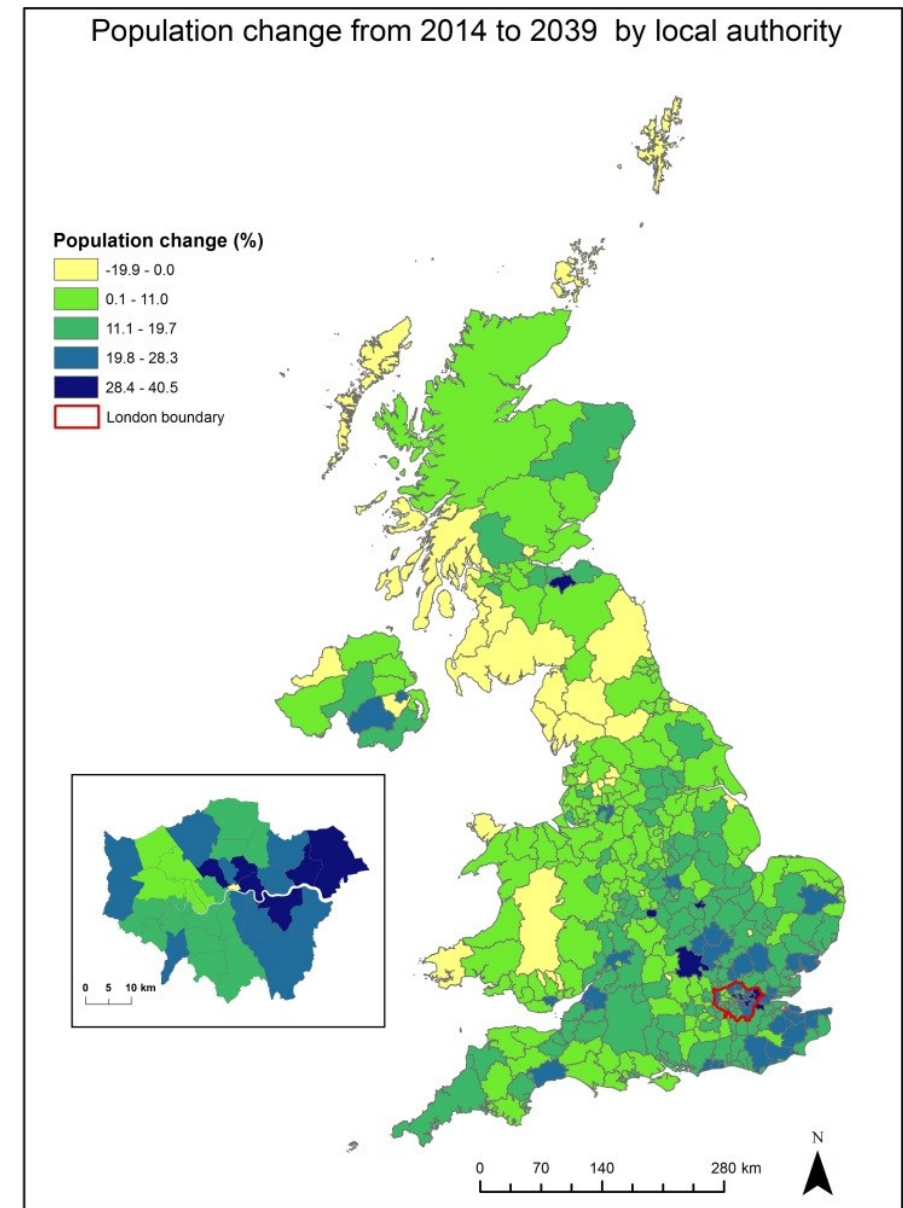 Population change from 2014 to 2039 by local authority
Population change (%)
-19.9 - 0.0
0.1 - 11.0
11.1 - 19.7
19.8 - 28.3
28.4 - 40.5
London boundary
0 5 10 km
N
0 70 140 280 km